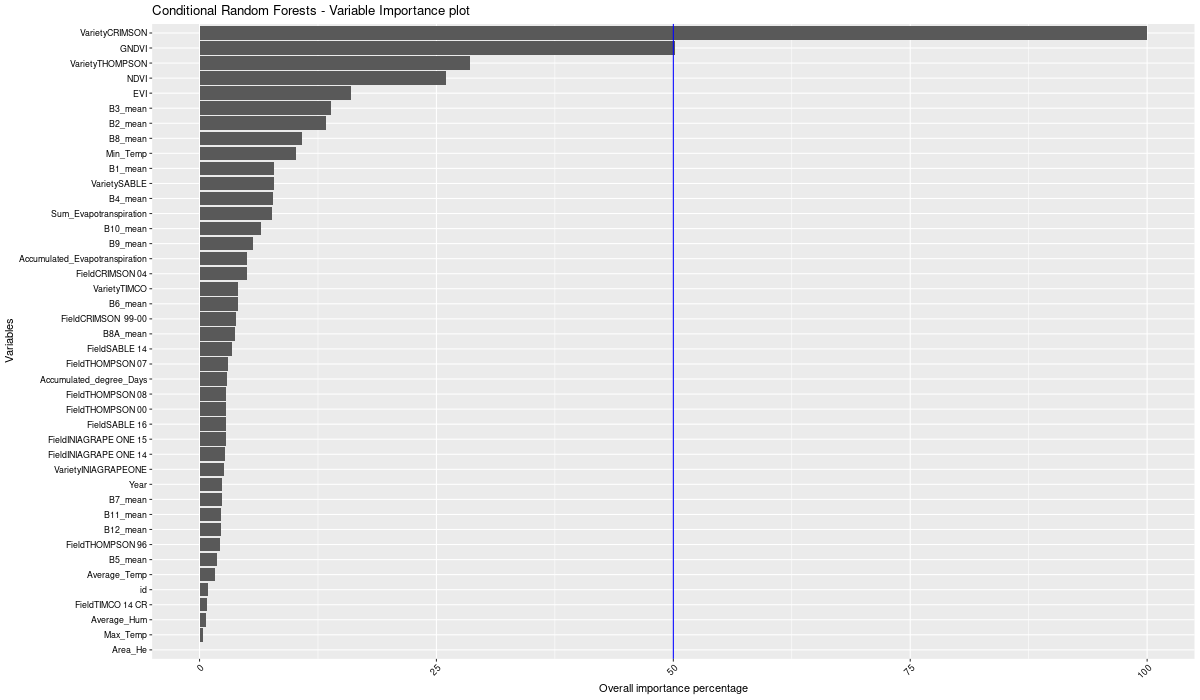 Conditional Random Forests - Variable Importance plot
VarietyCRIMSON
GNDVI
VarietyTHOMPSON
NDVI
EVI
B3_mean
B2_mean
B8_mean
Min_Temp
B1_mean
VarietySABLE
B4_mean
Sum_Evapotranspiration
B10_mean
B9_mean
Accumulated_Evapotranspiration
FieldCRIMSON 04
VarietyTIMCO
B6_mean
FieldCRIMSON 99-00
B8A_mean
FieldSABLE 14
FieldTHOMPSON 07
Accumulated_degree_Days
FieldTHOMPSON 08
FieldTHOMPSON 00
FieldSABLE 16
FieldINIAGRAPE ONE 15
FieldINIAGRAPE ONE 14
VarietyINIAGRAPEONE
Year
B7_mean
B11_mean
B12_mean
FieldTHOMPSON 96
B5_mean
Average_Temp
id
FieldTIMCO 14 CR
Average_Hum
Max_Temp
Area_He
Variables
0 25 50 75 100
Overall importance percentage